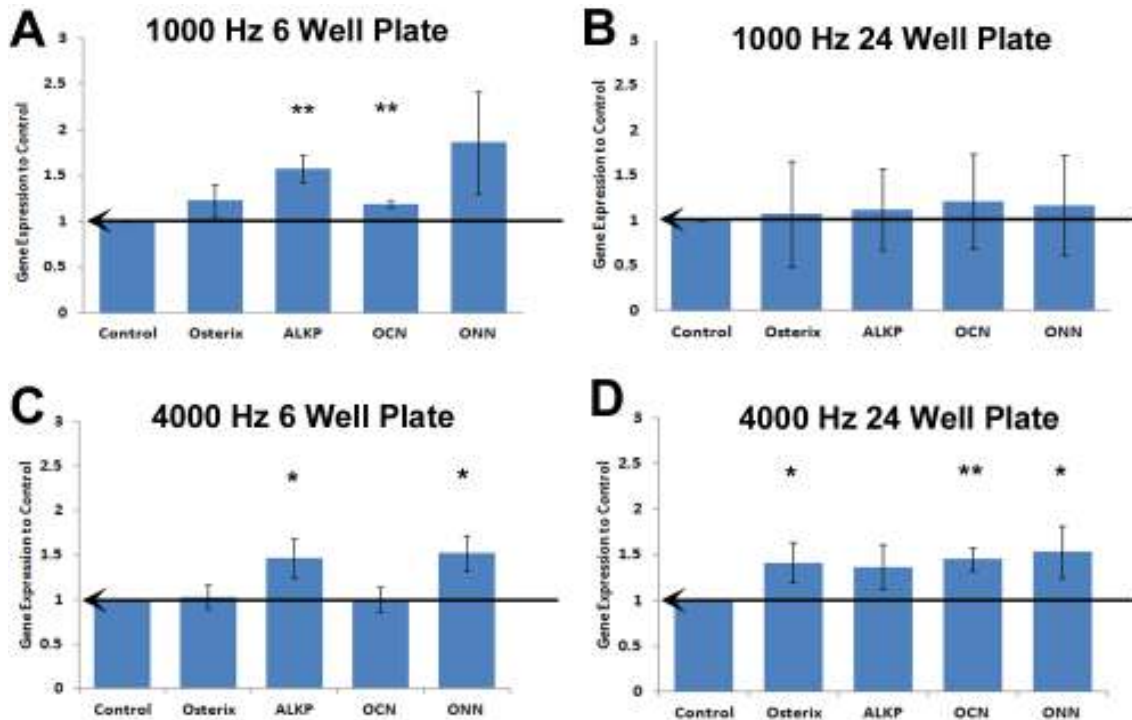 A
1000 Hz 6 Well Plate
Gene Expression to Control
3
2.5
2
1.5
1
0.5
0
** **
Control Osterix ALKP OCN ONN
B
1000 Hz 24 Well Plate
Gene Expression to Control
3
2.5
2
1.5
1
0.5
0
Control Osterix ALKP OCN ONN
C
4000 Hz 6 Well Plate
Gene Expression to Control
3
2.5
2
1.5
1
0.5
0
* *
Control Osterix ALKP OCN ONN
D
4000 Hz 24 Well Plate
Gene Expression to Control
3
2.5
2
1.5
1
0.5
0
* ** *
Control Osterix ALKP OCN ONN